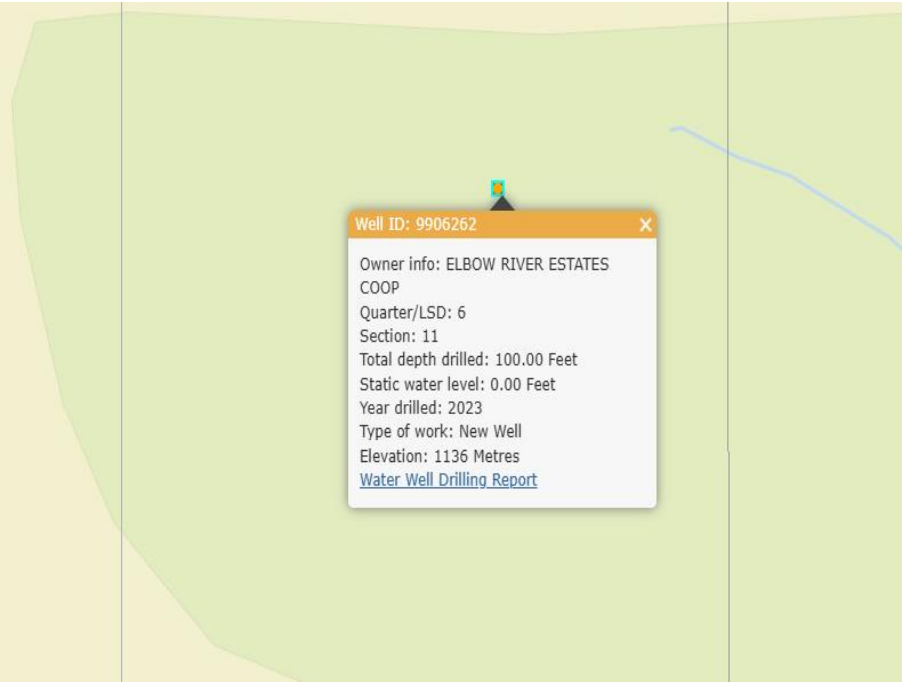 Well ID: 9906262 X
Owner info: ELBOW RIVER ESTATES
COOP
Quarter/LSD: 6
Section: 11
Total depth drilled: 100.00 Feet
Static water level: 0.00 Feet
Year drilled: 2023
Type of work: New Well
Elevation: 1136 Metres
Water Well Drilling Report